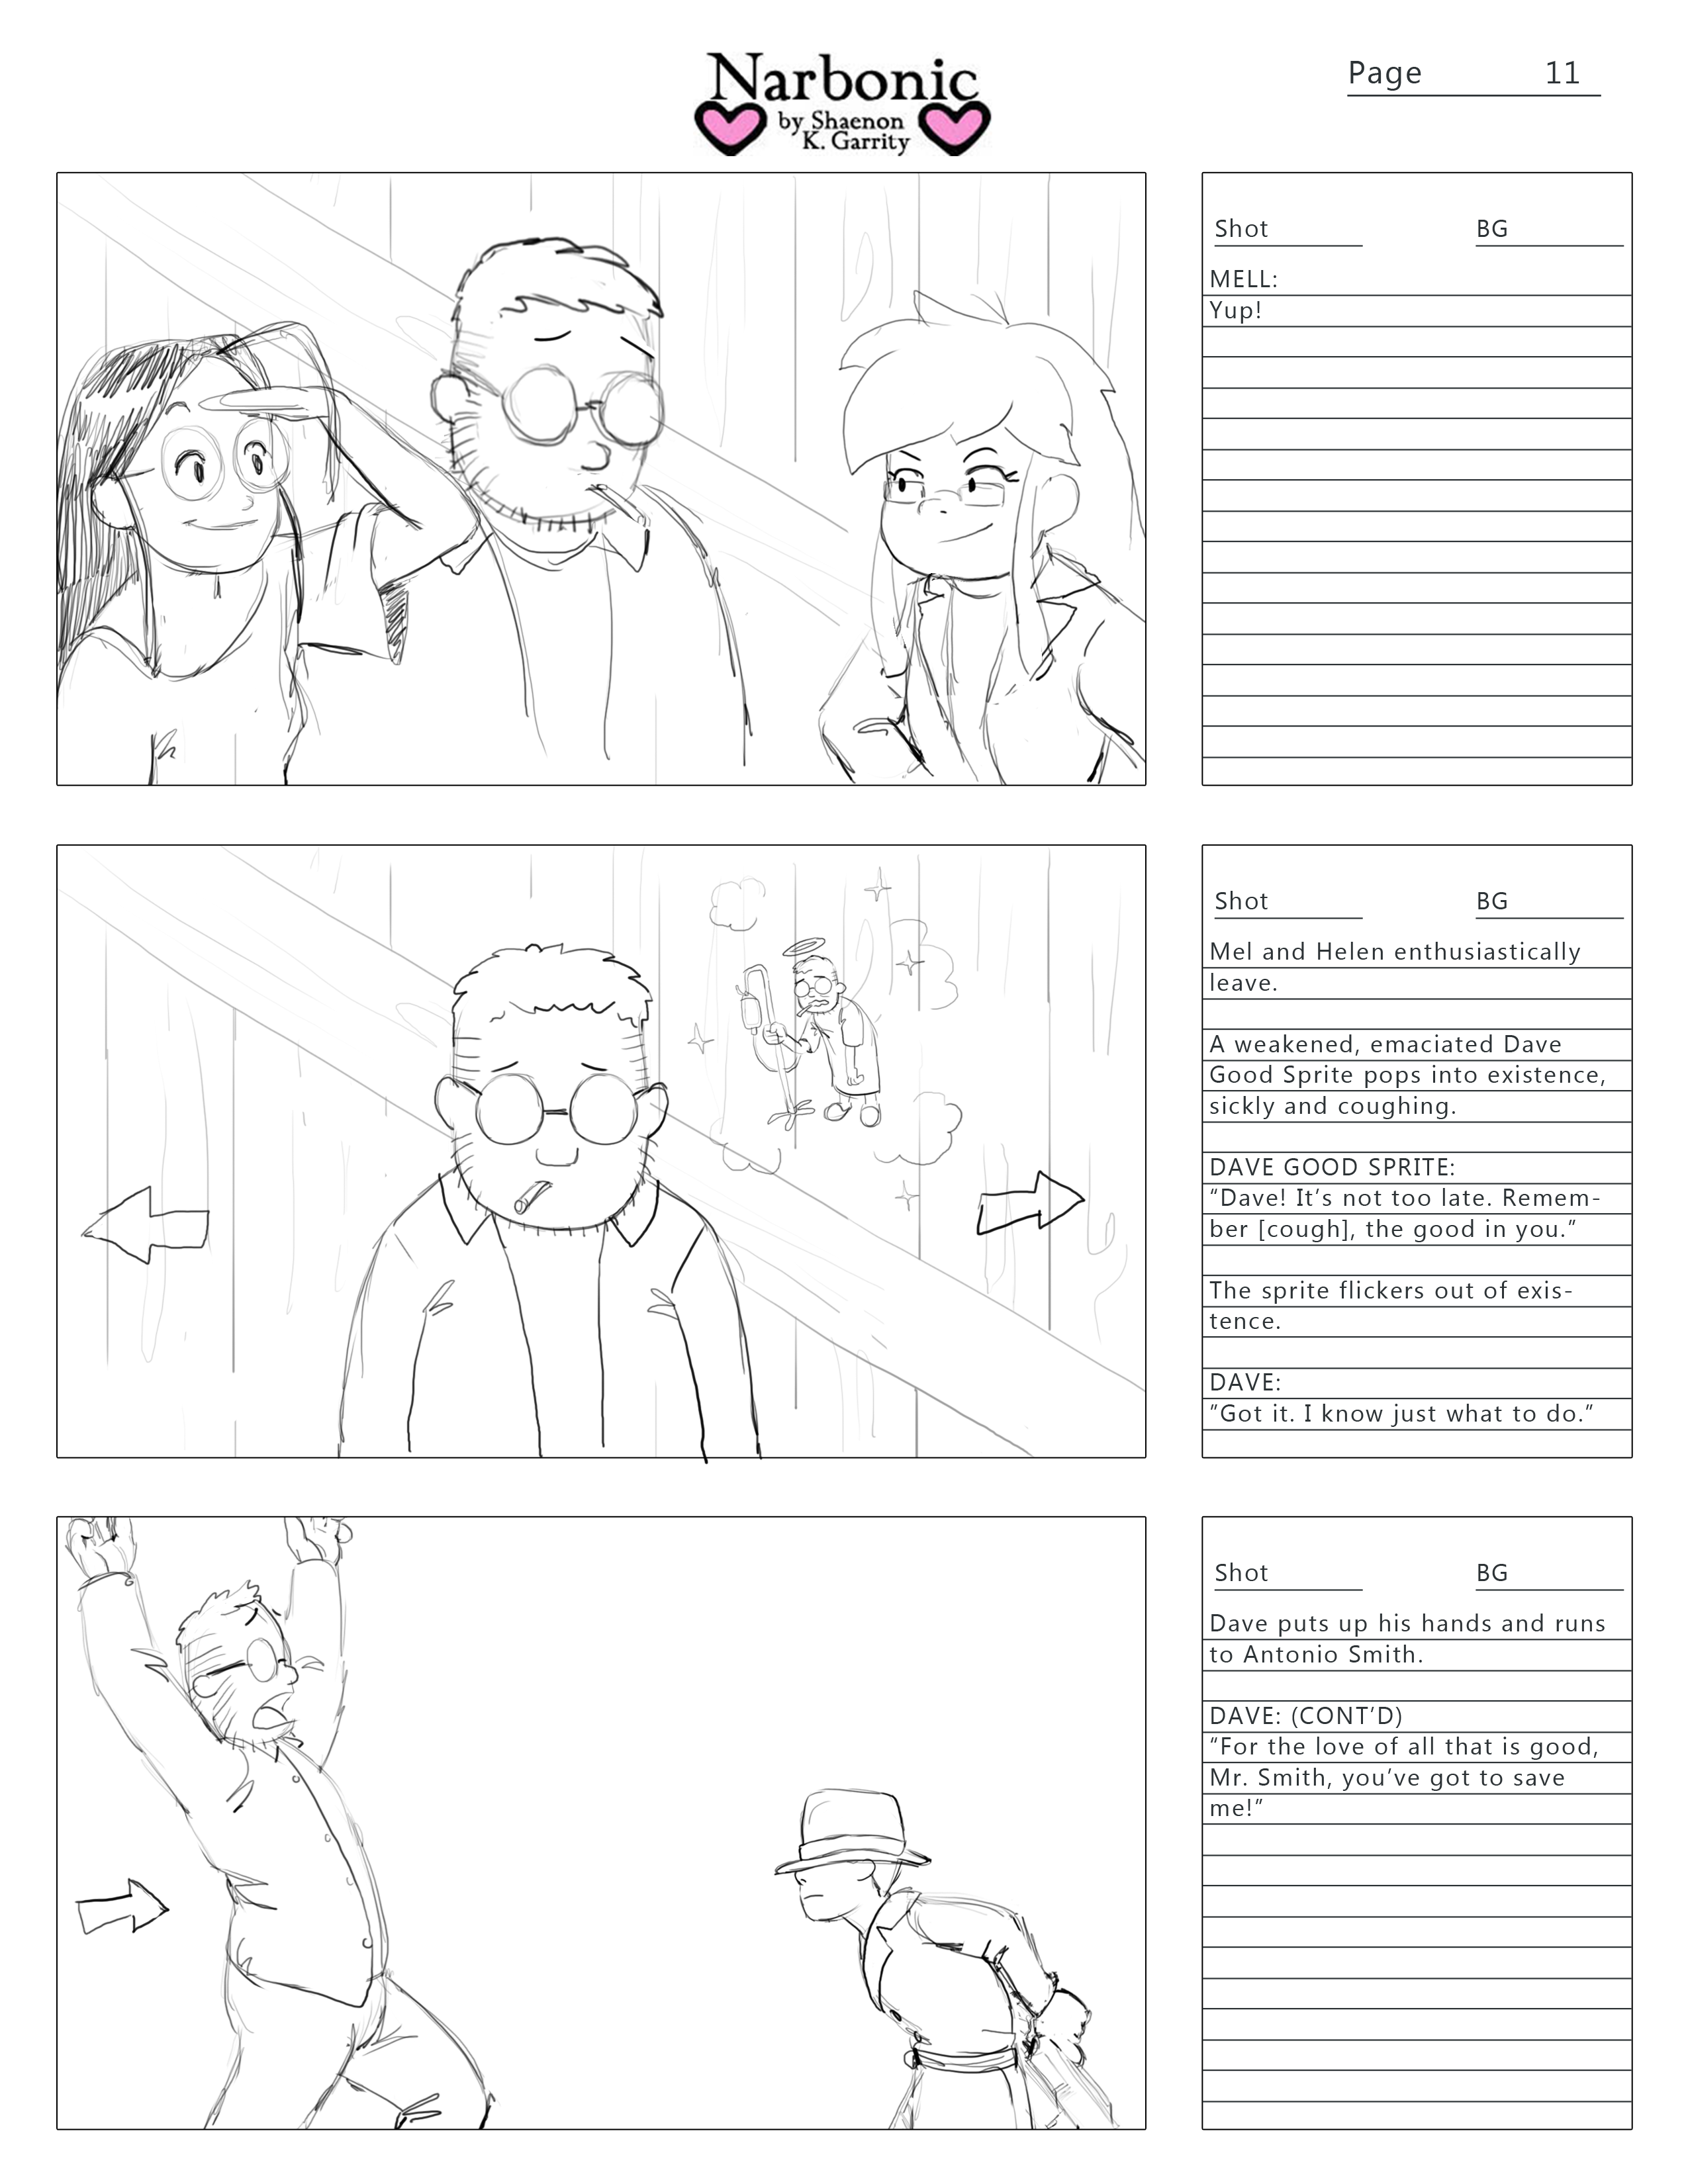 Narbonic
by Shaenon
K. Garrity
Page 11
Shot BG
MELL:
Yup!
Shot BG
Mel and Helen enthusiastically
leave.
A weakened, emaciated Dave
Good Sprite pops into existence,
sickly and coughing.
DAVE GOOD SPRITE:
“Dave! It’s not too late. Remem-
ber [cough], the good in you.”
The sprite flickers out of exis-
tence.
DAVE:
“Got it. I know just what to do.”
Shot BG
Dave puts up his hands and runs
to Antonio Smith.
DAVE: (CONT’D)
“For the love of all that is good,
Mr. Smith, you’ve got to save
me!”